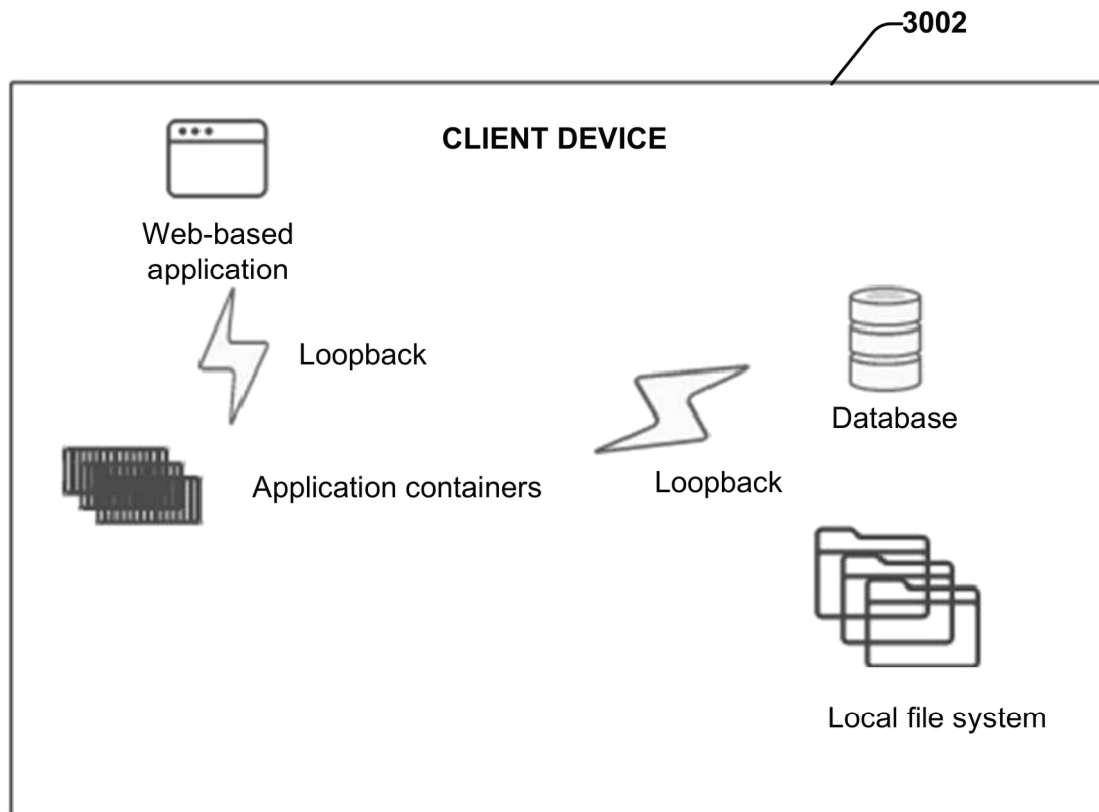 3002
CLIENT DEVICE
Web-based
application
Loopback
Database
Application containers
Loopback
Local file system